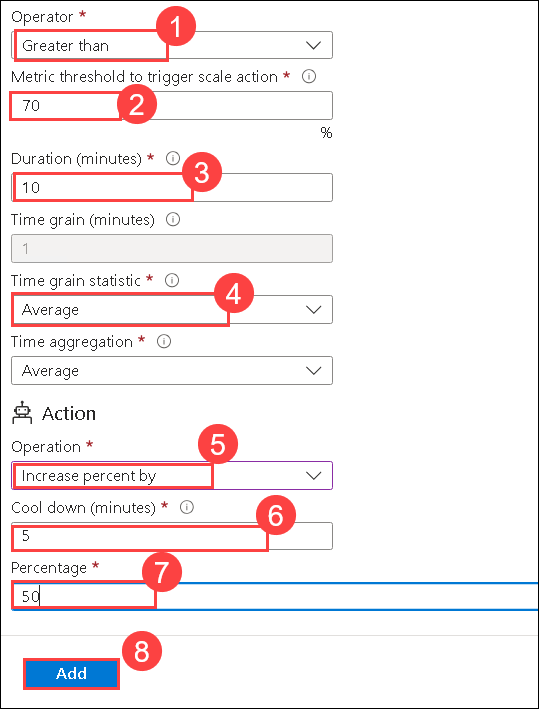 Operator *
1
Greater than
Metric threshold to trigger scale action *
70
2
%
Duration (minutes) *
3
10
Time grain (minutes)
1
Time grain statistic *
4
Average
Time aggregation *
Average
Action
Operation *
5
Increase percent by
Cool down (minutes) *
6
5
Percentage *
7
50
8
Add